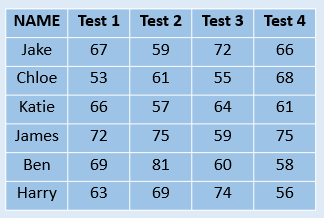 NAME Test 1 Test 2 Test 3 Test 4
Jake 67 59 72 66
Chloe 53 61 55 68
Katie 66 57 64 61
James 72 75 59 75
Ben 69 81 60 58
Harry 63 69 74 56